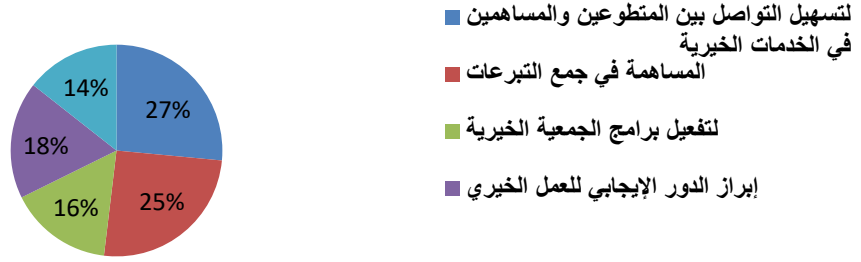 لتسهيل التواصل بين المتطوعين والمساهمين
في الخدمات الخيرية
المساهمة في جمع التبرعات
لتفعيل برامج الجمعية الخيرية
إبراز الدور الإيجابي للعمل الخيري
27%
25%
16%
18%
14%